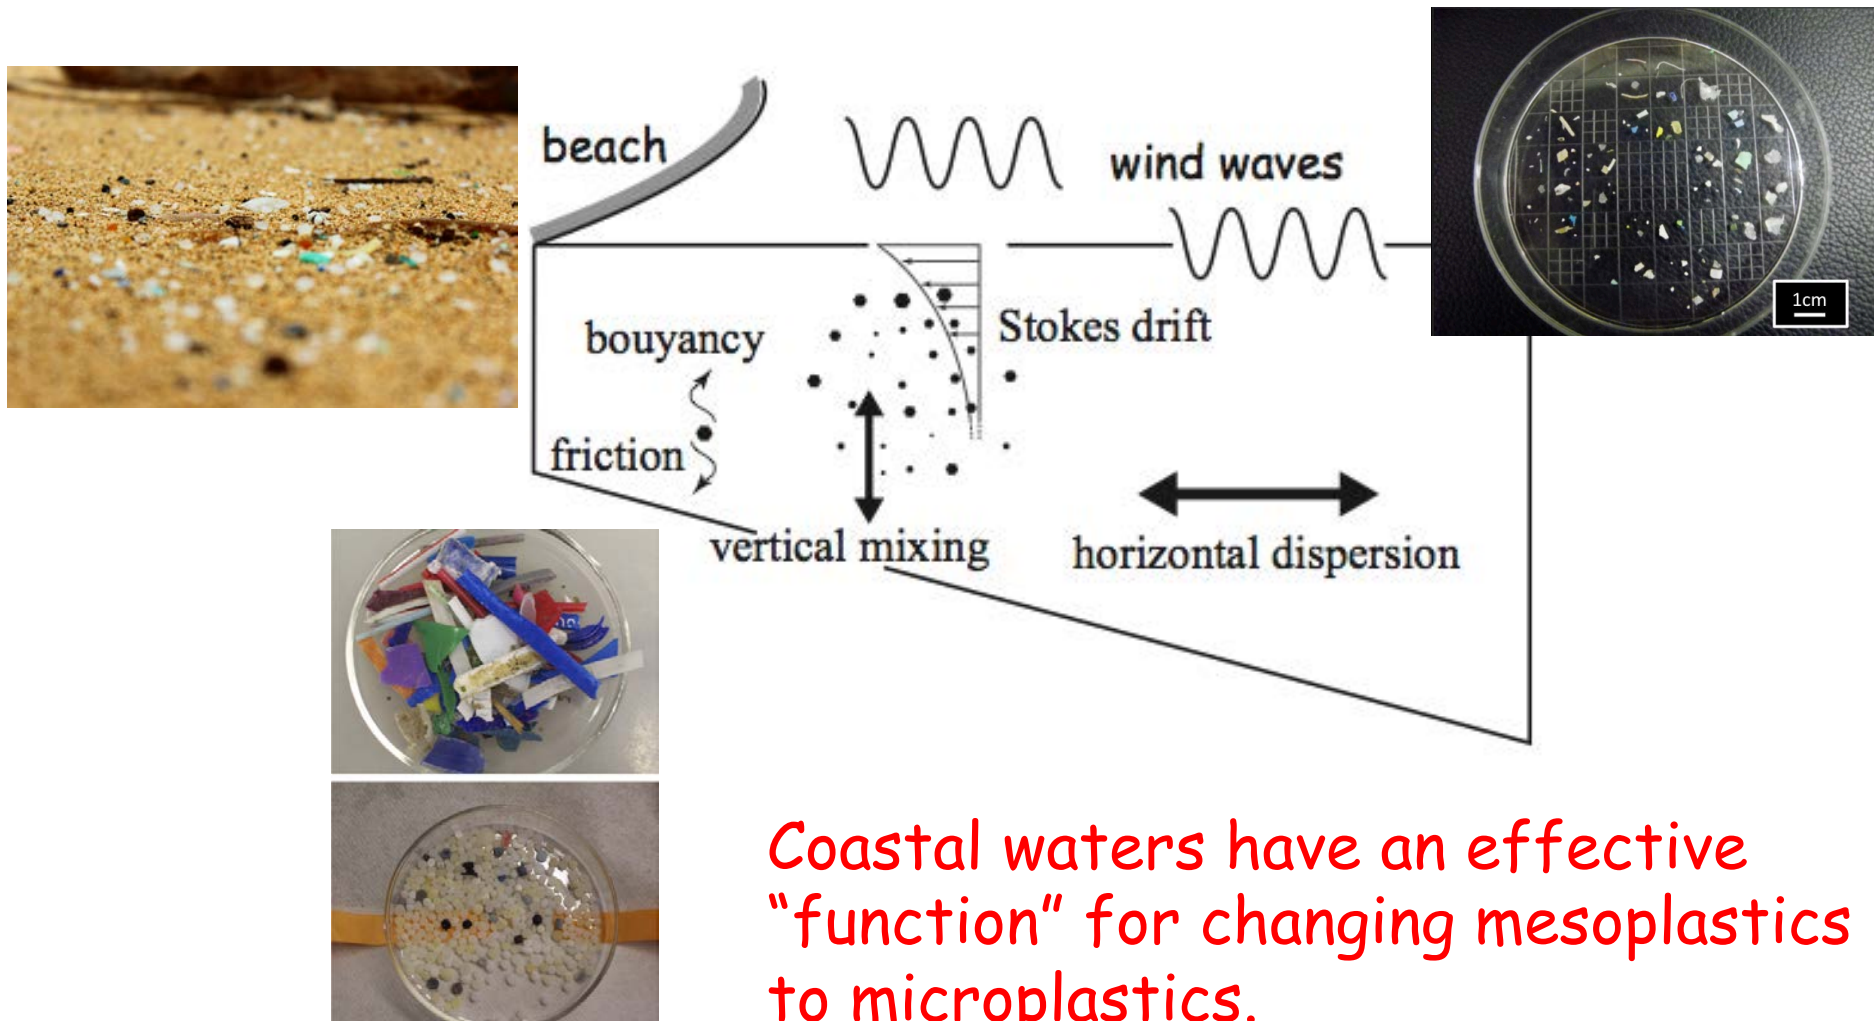 beach
wind waves
1cm
Stokes drift
bouyancy
friction
vertical mixing
horizontal dispersion
Coastal waters have an effective
“function” for changing mesoplastics
to microplastics.